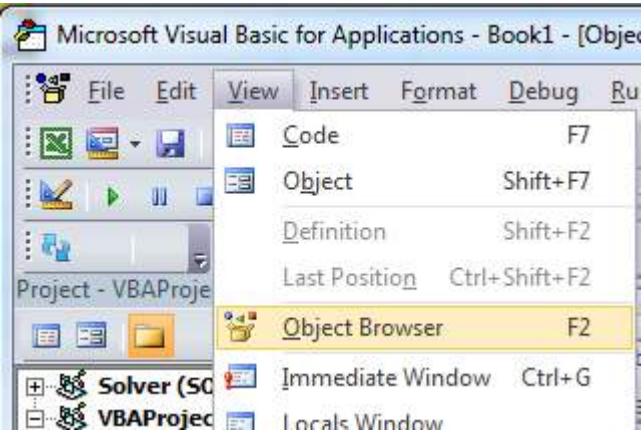 Microsoft Visual Basic for Applications - Book1 - [Objec
File Edit View Insert Format Debug Ru
Code F7
Object Shift+F7
Definition Shift+F2
Last Position Ctrl+Shift+F2
Project - VBAProje
Object Browser F2
Immediate Window Ctrl+G
Solver (SO
Locals Window
VBAProjec